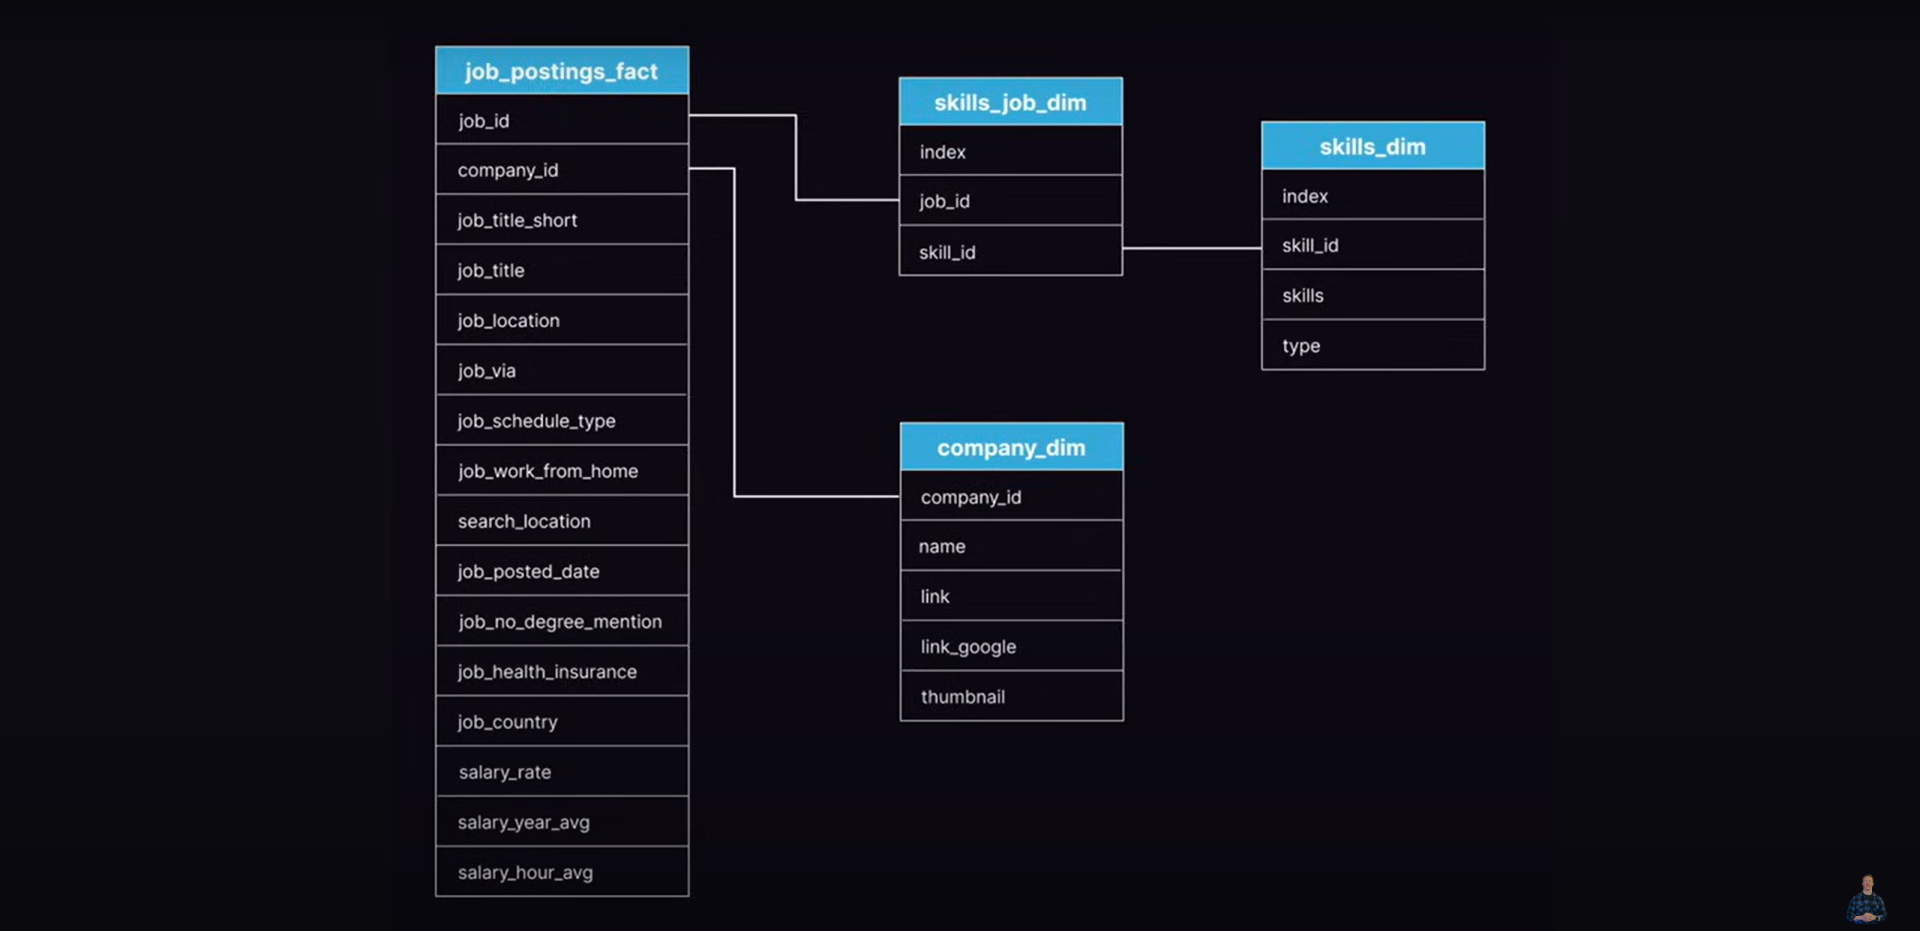 job_postings_fact
job_id
company_id
job_title_short
job_title
job_location
job_via
job_schedule_type
job_work_from_home
search_location
job_posted_date
job_no_degree_mention
job_health_insurance
job_country
salary_rate
salary_year_avg
salary_hour_avg
skills_job_dim
index
job_id
skill_id
skills_dim
index
skill_id
skills
type
company_dim
company_id
name
link
link_google
thumbnail